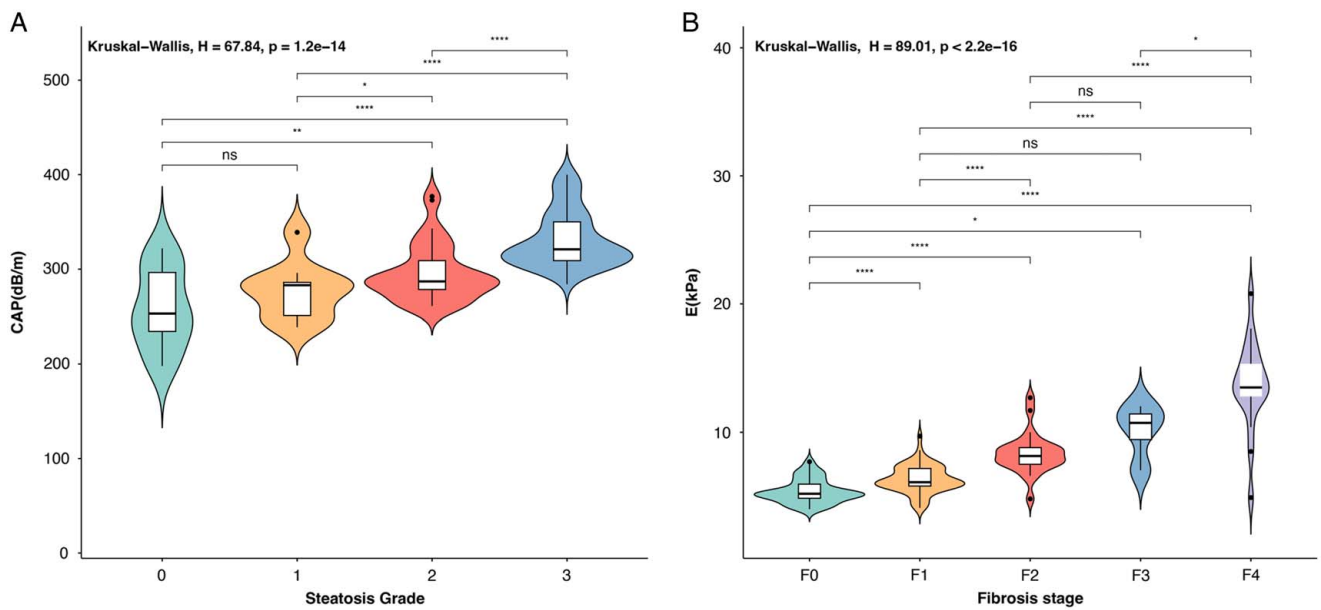 A
Kruskal–Wallis, H = 67.84, p = 1.2e–14
****
****
*
****
**
ns
500
400
300
200
100
0
CAP(dB/m)
0 1 2 3
Steatosis Grade
B
Kruskal–Wallis, H = 89.01, p < 2.2e–16
*
****
ns
****
ns
****
****
*
****
****
40
30
20
10
E(kPa)
F0 F1 F2 F3 F4
Fibrosis stage